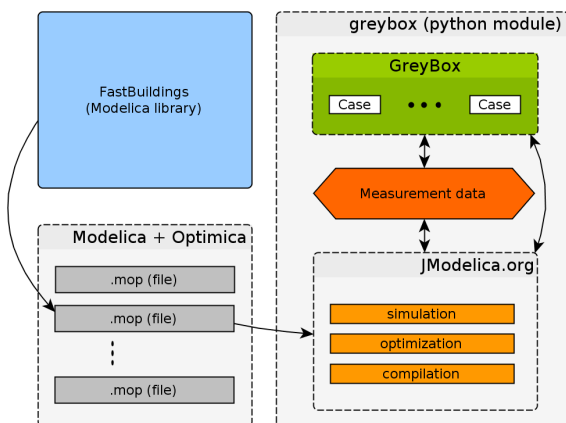 FastBuildings
(Modelica library)
Modelica + Optimica
.mop (file)
.mop (file)
.mop (file)
greybox (python module)
GreyBox
Case
Case
Measurement data
JModelica.org
simulation
optimization
compilation